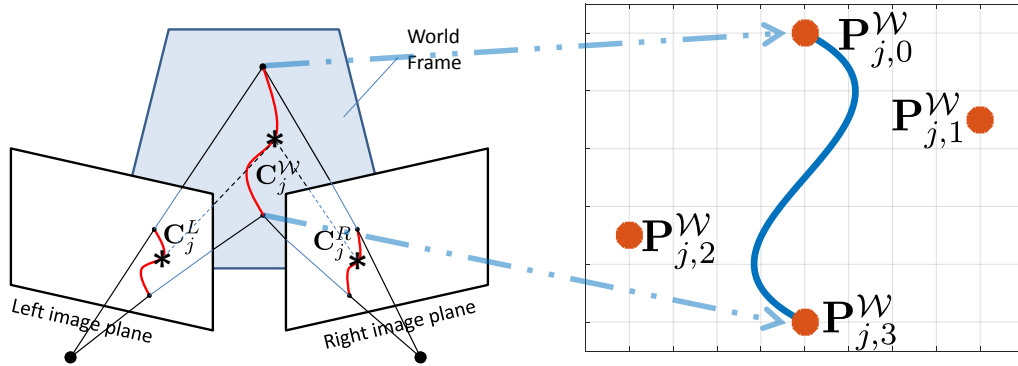 World
Frame
C_j^W
C_j^L
C_j^R
Left image plane
Right image plane
P_{j,0}^W
P_{j,1}^W
P_{j,2}^W
P_{j,3}^W